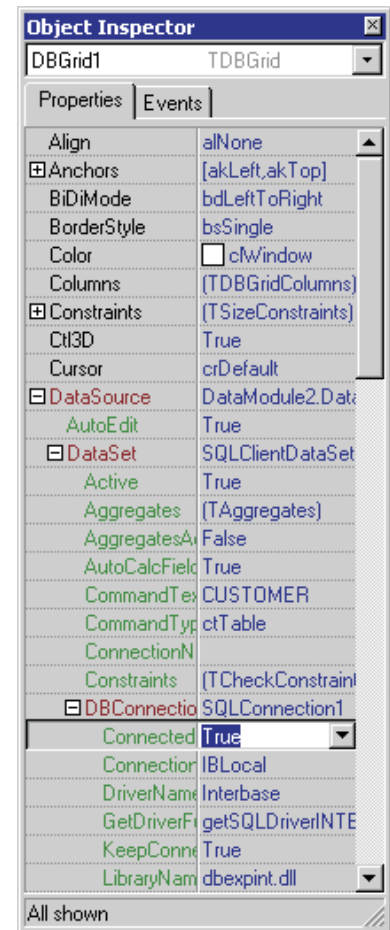 Object Inspector
DBGrid1 TDBGrid
Properties Events
Align alNone
Anchors [akLeft,akTop]
BiDiMode bdLeftToRight
BorderStyle bsSingle
Color clWindow
Columns (TDBGridColumns)
Constraints (TSizeConstraints)
Ctl3D True
Cursor crDefault
DataSource DataModule2.Data
AutoEdit True
DataSet SQLClientDataSet
Active True
Aggregates (TAggregates)
AggregatesA False
AutoCalcField True
CommandTex CUSTOMER
CommandTyp ctTable
ConnectionN
Constraints (TCheckConstraint
DBConnectio SQLConnection1
Connected True
Connection IBLocal
DriverName Interbase
GetDriverF getSQLDriverINTE
KeepConne True
LibraryNam dbexpint.dll
All shown